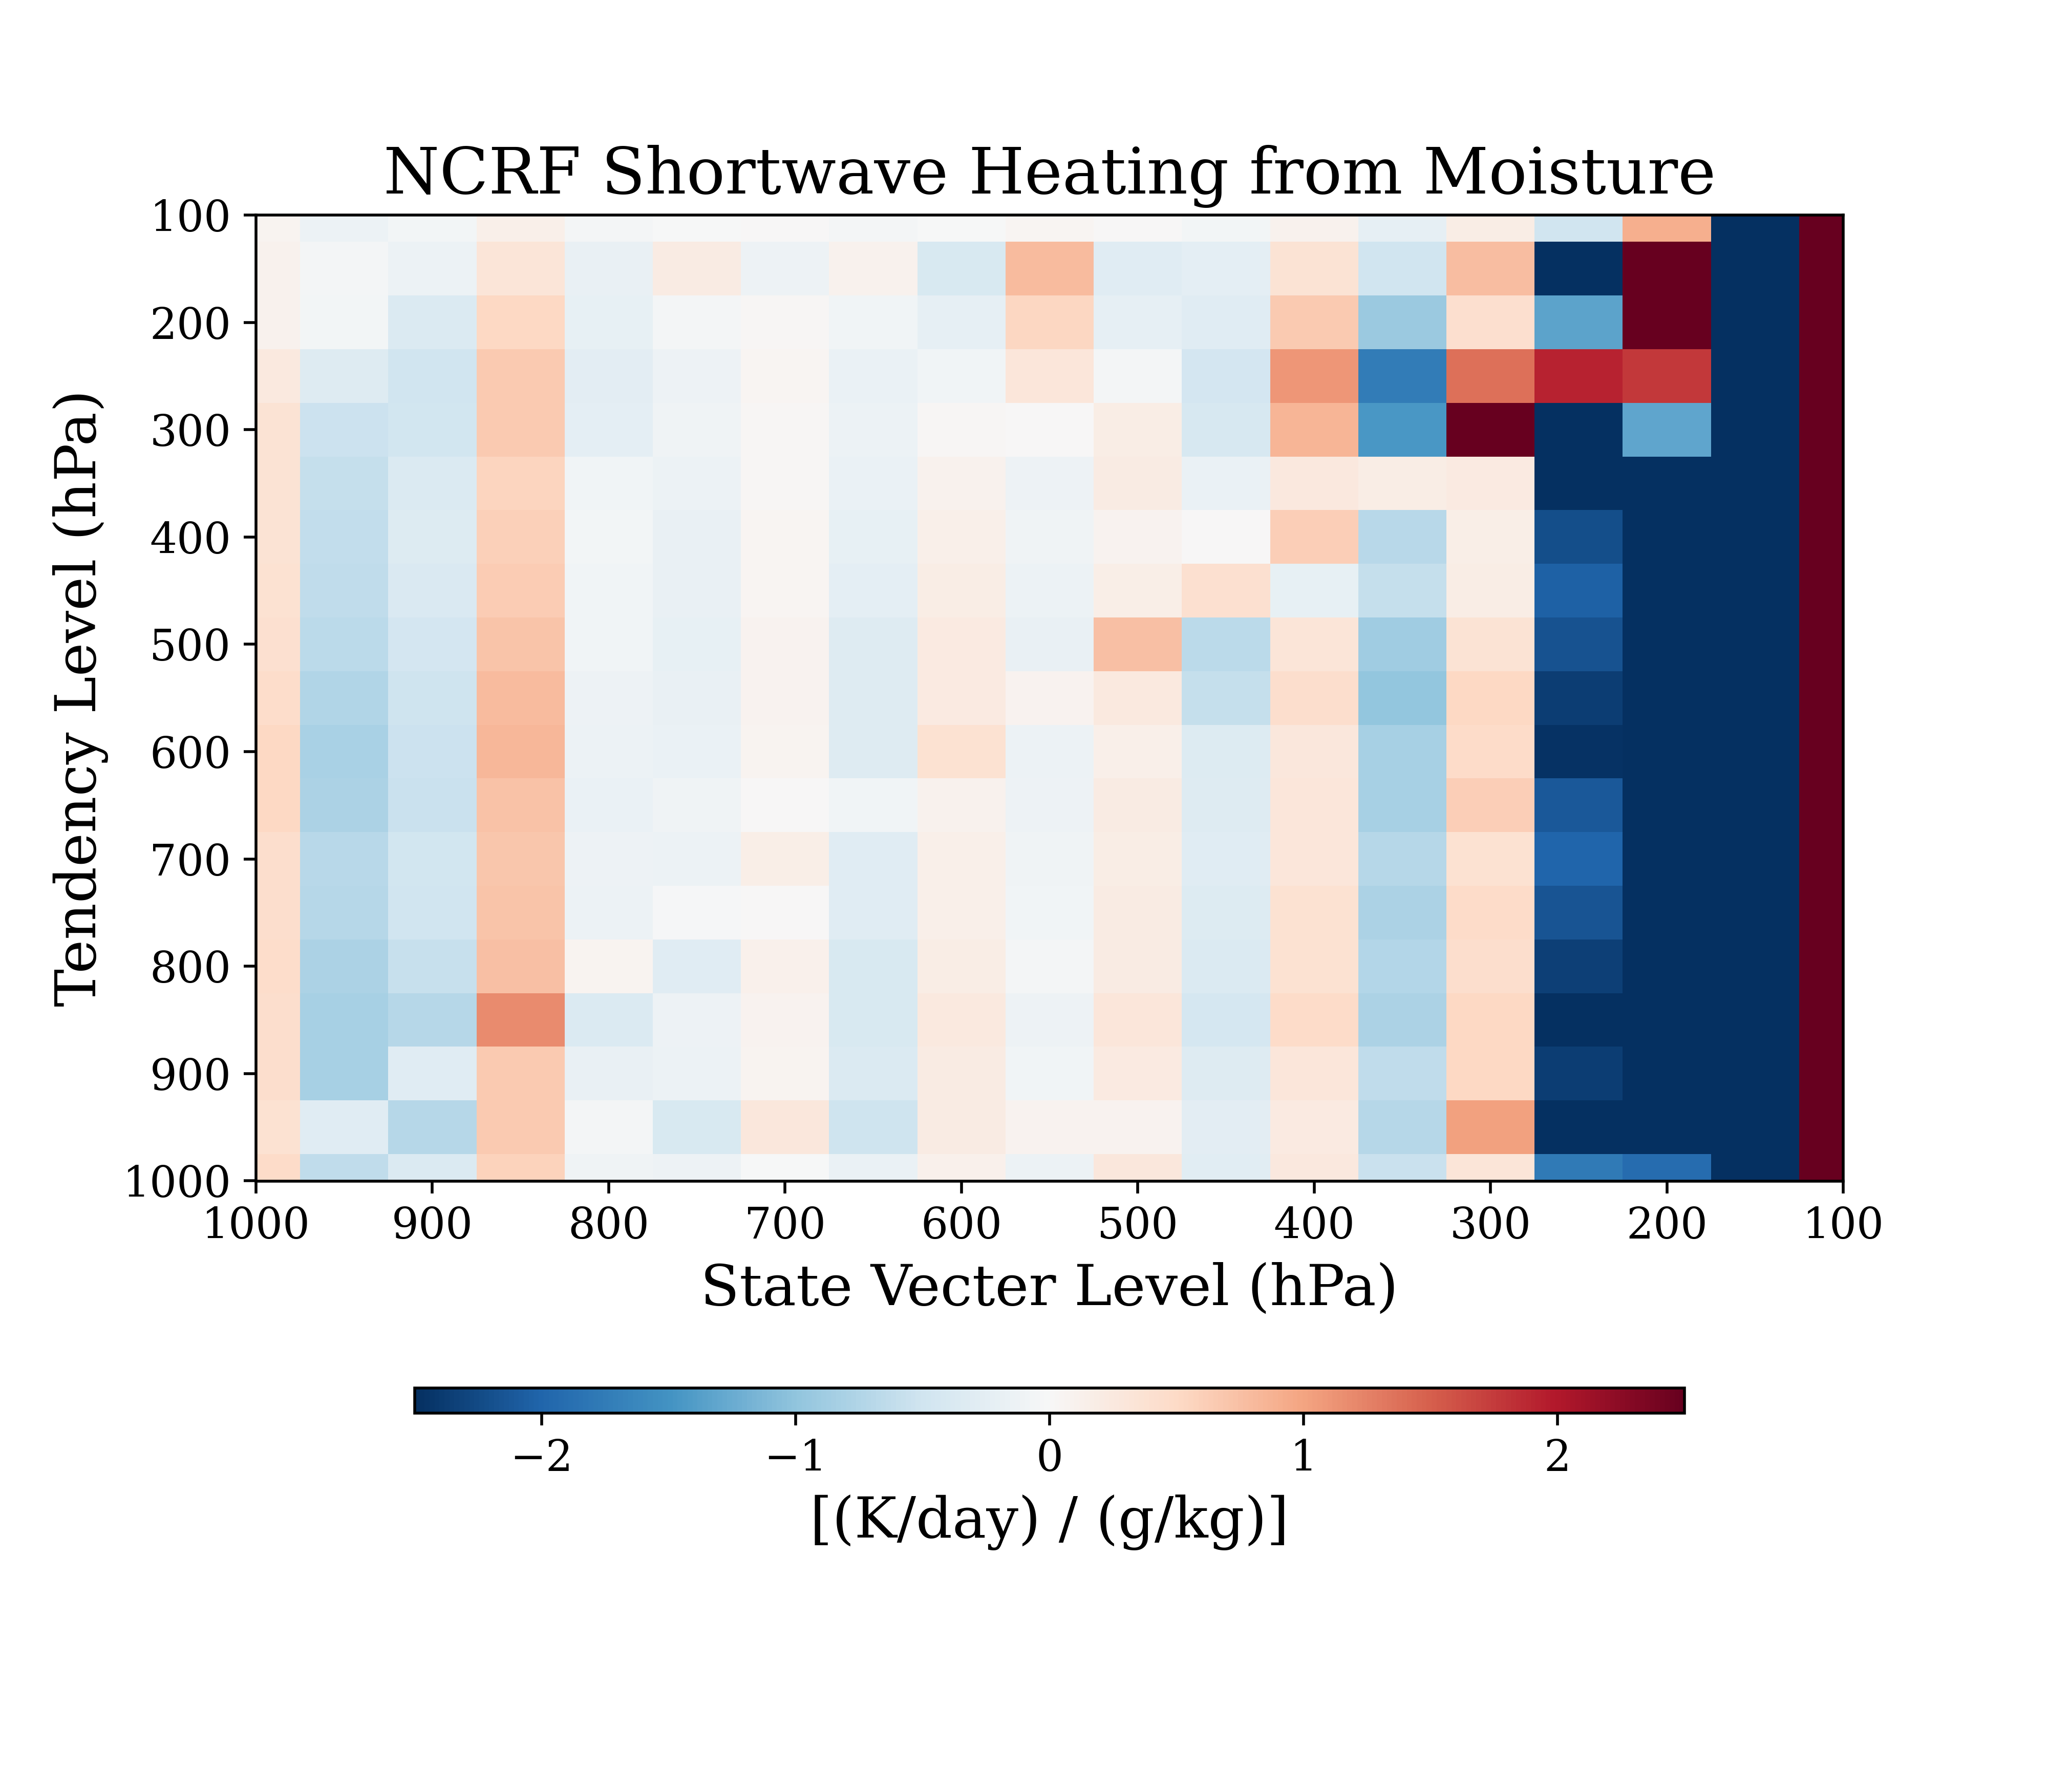 NCRF Shortwave Heating from Moisture
Tendency Level (hPa)
100
200
300
400
500
600
700
800
900
1000
1000 900 800 700 600 500 400 300 200 100
State Vecter Level (hPa)
−2 −1 0 1 2
[(K/day) / (g/kg)]